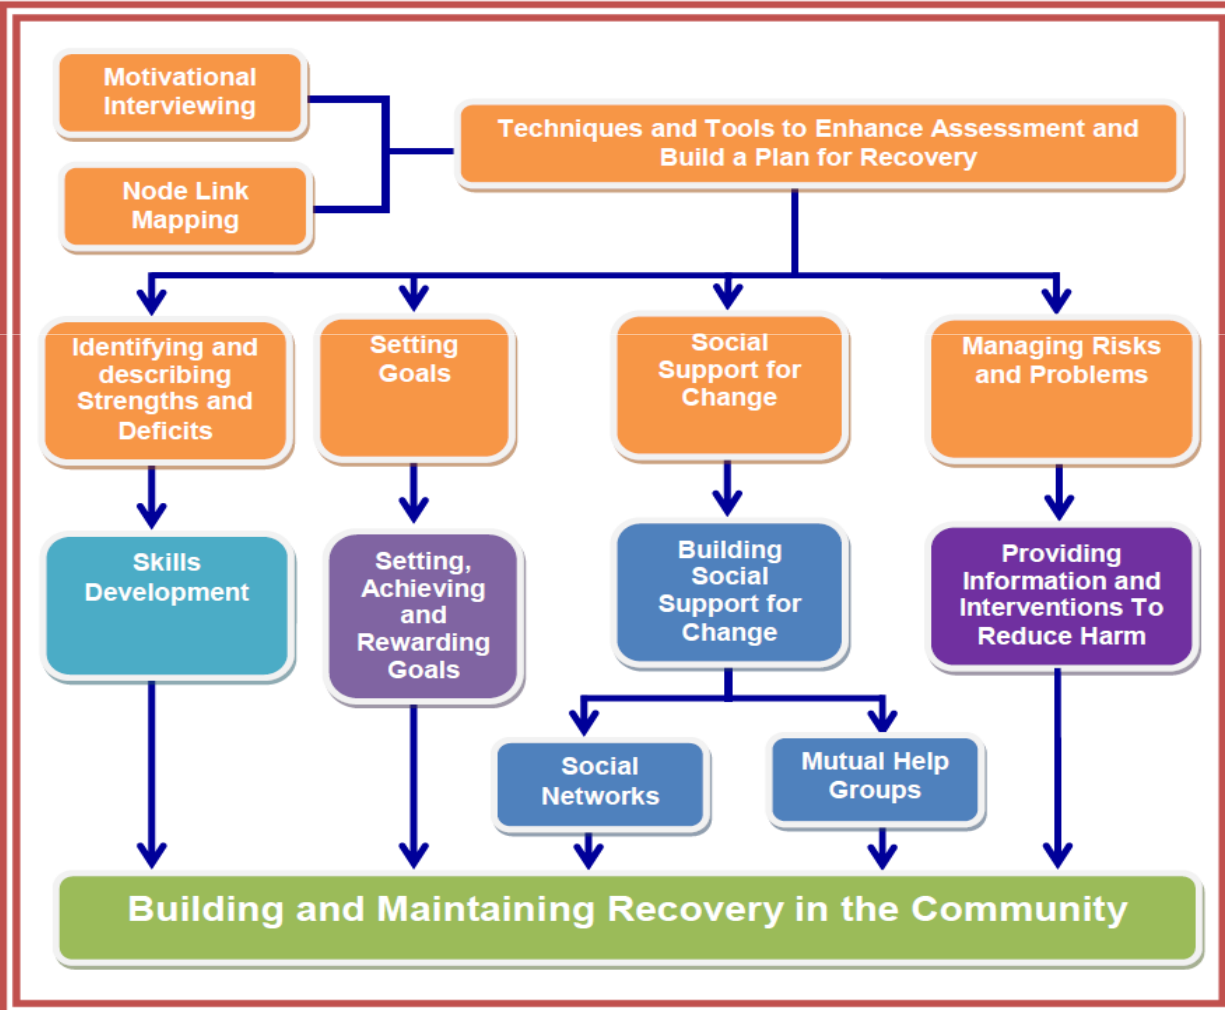 Motivational
Interviewing
Techniques and Tools to Enhance Assessment and
Build a Plan for Recovery
Node Link
Mapping
Identifying and
describing
Strengths and
Deficits
Setting
Goals
Social
Support for
Change
Managing Risks
and Problems
Skills
Development
Setting,
Achieving
and
Rewarding
Goals
Building
Social
Support for
Change
Providing
Information and
Interventions To
Reduce Harm
Social
Networks
Mutual Help
Groups
Building and Maintaining Recovery in the Community